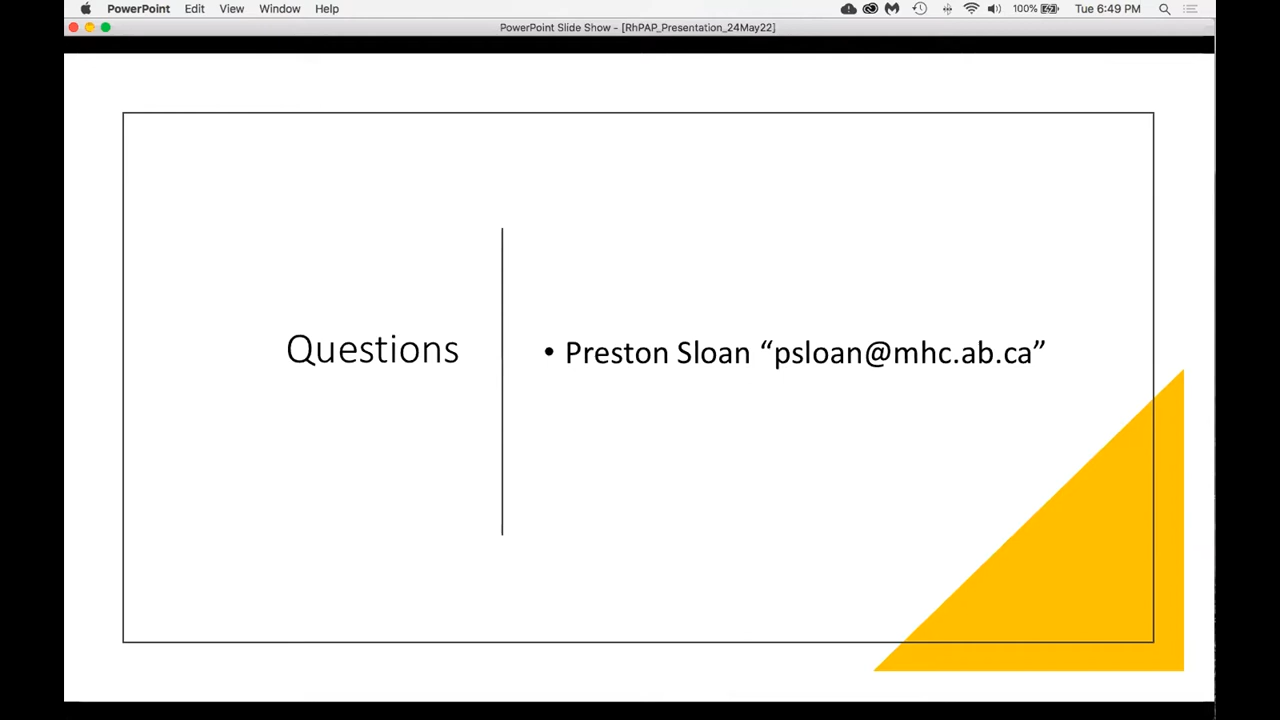 PowerPoint Edit View Window Help 100% Tue 6:49 PM
PowerPoint Slide Show - [RhPAP_Presentation_24May22]
Questions
• Preston Sloan “psloan@mhc.ab.ca”